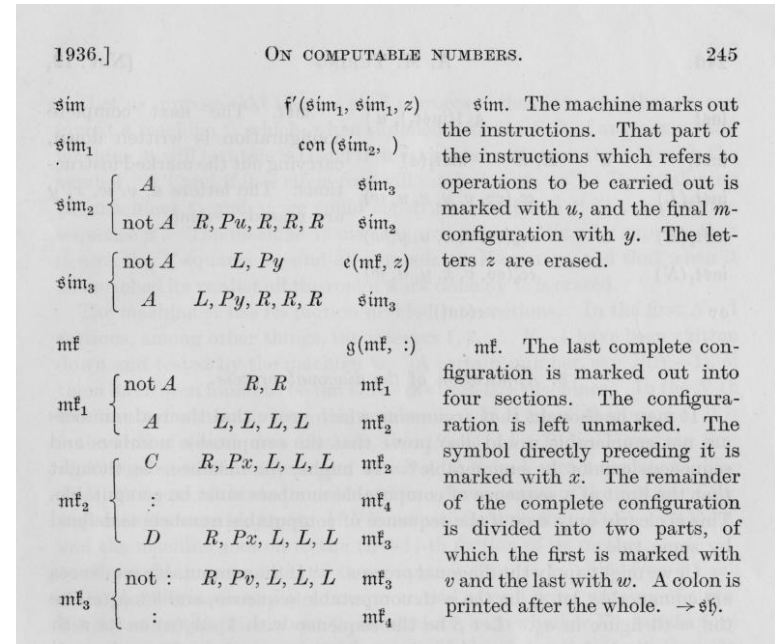 1936.] ON COMPUTABLE NUMBERS. 245
𝔰𝔦𝔪 𝔣′(𝔰𝔦𝔪₁, 𝔰𝔦𝔪₁, z)
𝔰𝔦𝔪₁ 𝔠𝔬𝔫 (𝔰𝔦𝔪₂, )
𝔰𝔦𝔪₂ { A 𝔰𝔦𝔪₃
not A R, Pu, R, R, R 𝔰𝔦𝔪₂
𝔰𝔦𝔪₃ { not A L, Py 𝔢(𝔪𝔨, z)
A L, Py, R, R, R 𝔰𝔦𝔪₃
𝔰𝔦𝔪. The machine marks out
the instructions. That part of
the instructions which refers to
operations to be carried out is
marked with u, and the final m-
configuration with y. The let-
ters z are erased.
𝔪𝔨 𝔤(𝔪𝔨, :)
𝔪𝔨₁ { not A R, R 𝔪𝔨₁
A L, L, L, L 𝔪𝔨₂
𝔪𝔨₂ { C R, Px, L, L, L 𝔪𝔨₂
: 𝔪𝔨₄
D R, Px, L, L, L 𝔪𝔨₃
𝔪𝔨₃ { not : R, Pv, L, L, L 𝔪𝔨₃
: 𝔪𝔨₄
𝔪𝔨. The last complete con-
figuration is marked out into
four sections. The configura-
ration is left unmarked. The
symbol directly preceding it is
marked with x. The remainder
of the complete configuration
is divided into two parts, of
which the first is marked with
v and the last with w. A colon is
printed after the whole. → 𝔰𝔥.